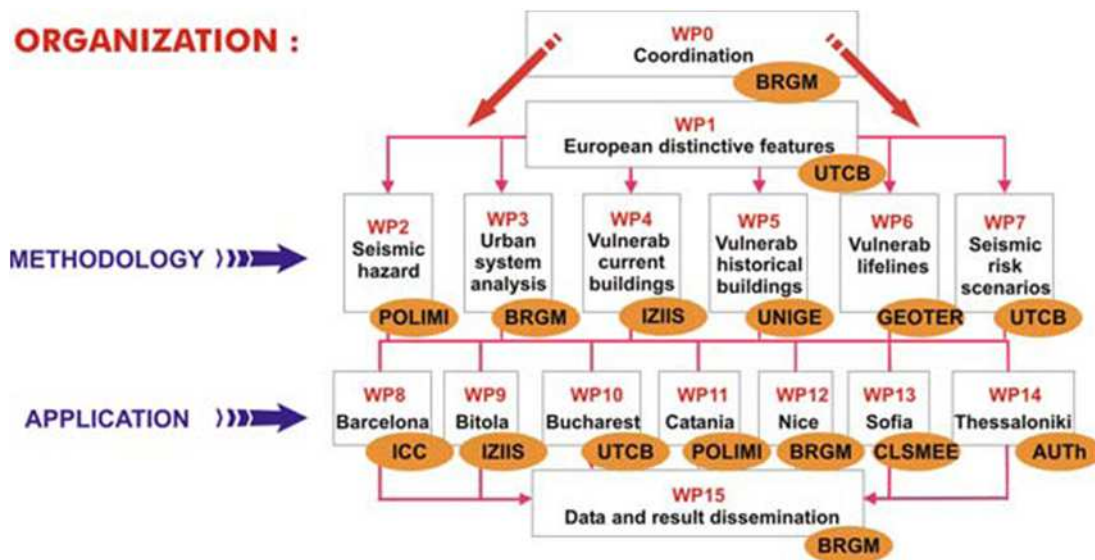 ORGANIZATION :
WP0
Coordination
BRGM
WP1
European distinctive features
UTCB
METHODOLOGY
WP2
Seismic
hazard
POLIMI
WP3
Urban
system
analysis
BRGM
WP4
Vulnerab
current
buildings
IZIIS
WP5
Vulnerab
historical
buildings
UNIGE
WP6
Vulnerab
lifelines
GEOTER
WP7
Seismic
risk
scenarios
UTCB
APPLICATION
WP8
Barcelona
ICC
WP9
Bitola
IZIIS
WP10
Bucharest
UTCB
WP11
Catania
POLIMI
WP12
Nice
BRGM
WP13
Sofia
CLSMEE
WP14
Thessaloniki
AUTh
WP15
Data and result dissemination
BRGM